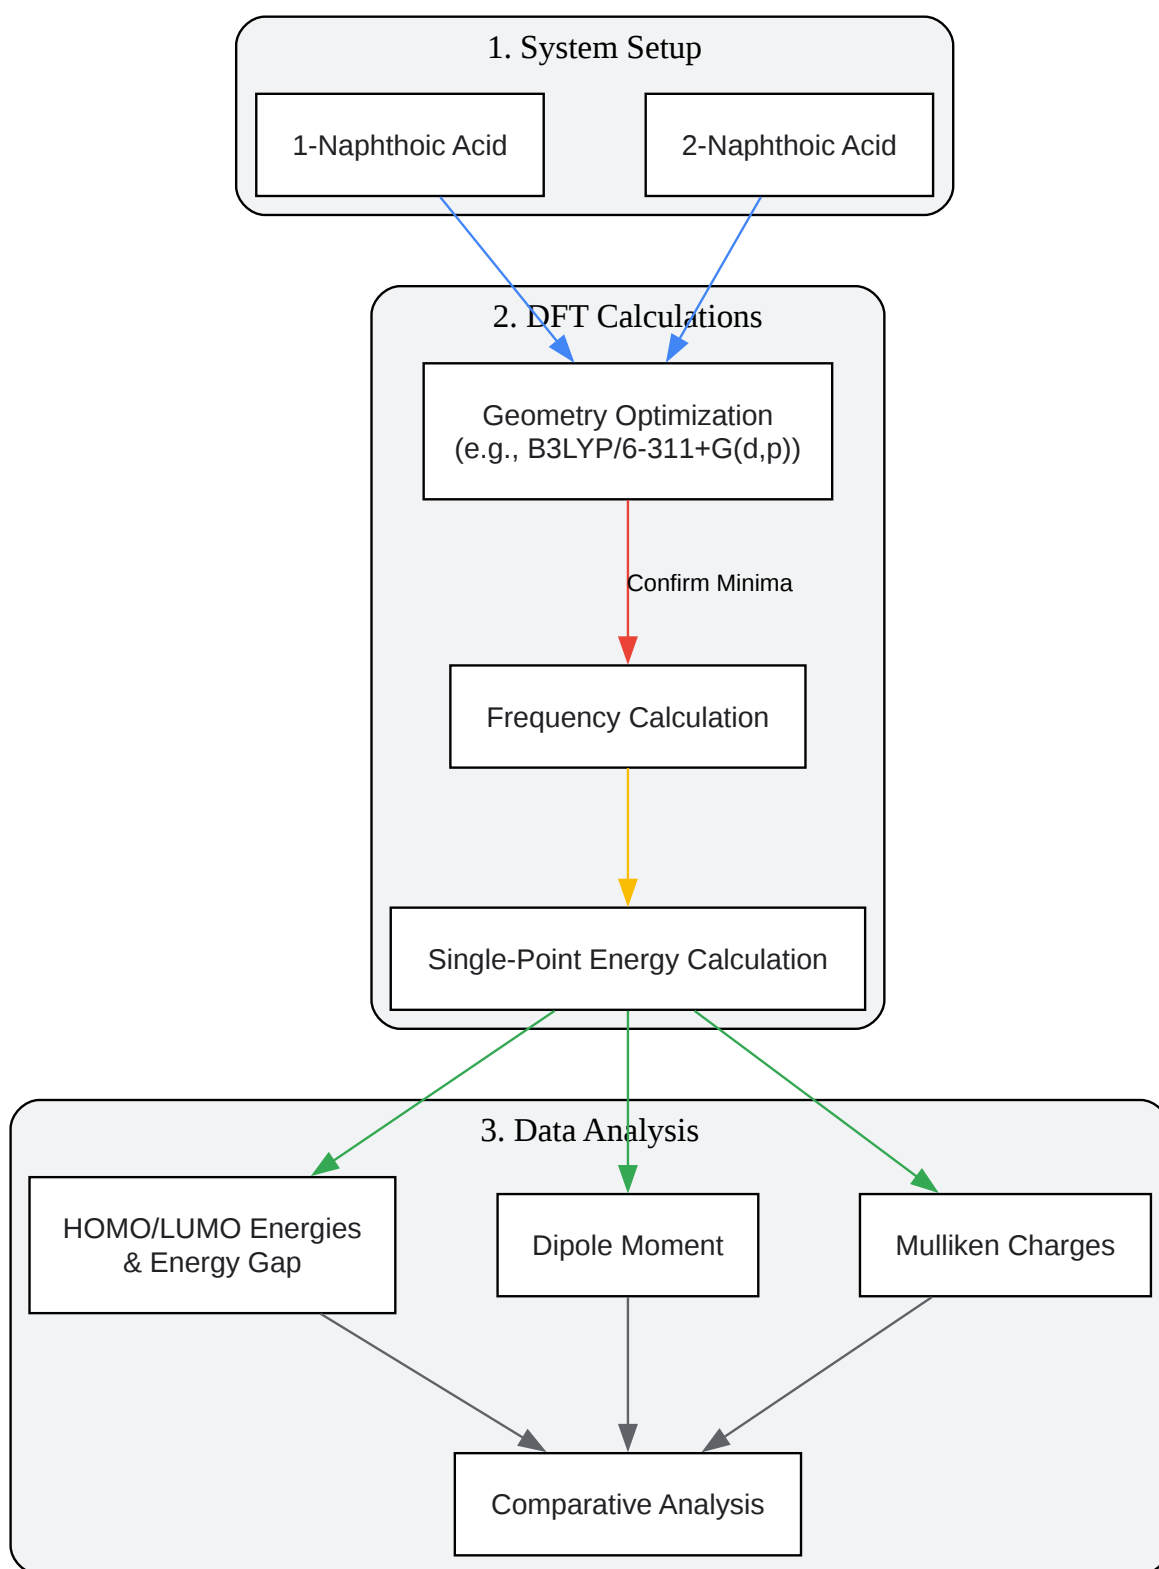 1. System Setup
1-Naphthoic Acid
2-Naphthoic Acid
2. DFT Calculations
Geometry Optimization
(e.g., B3LYP/6-311+G(d,p))
Confirm Minima
Frequency Calculation
Single-Point Energy Calculation
3. Data Analysis
HOMO/LUMO Energies
& Energy Gap
Dipole Moment
Mulliken Charges
Comparative Analysis